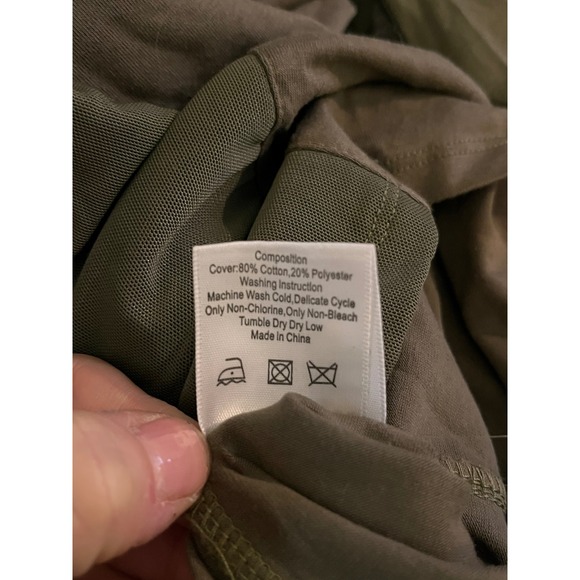 Composition
Cover:80% Cotton,20% Polyester
Washing Instruction
Machine Wash Cold,Delicate Cycle
Only Non-Chlorine,Only Non-Bleach
Tumble Dry Dry Low
Made in China